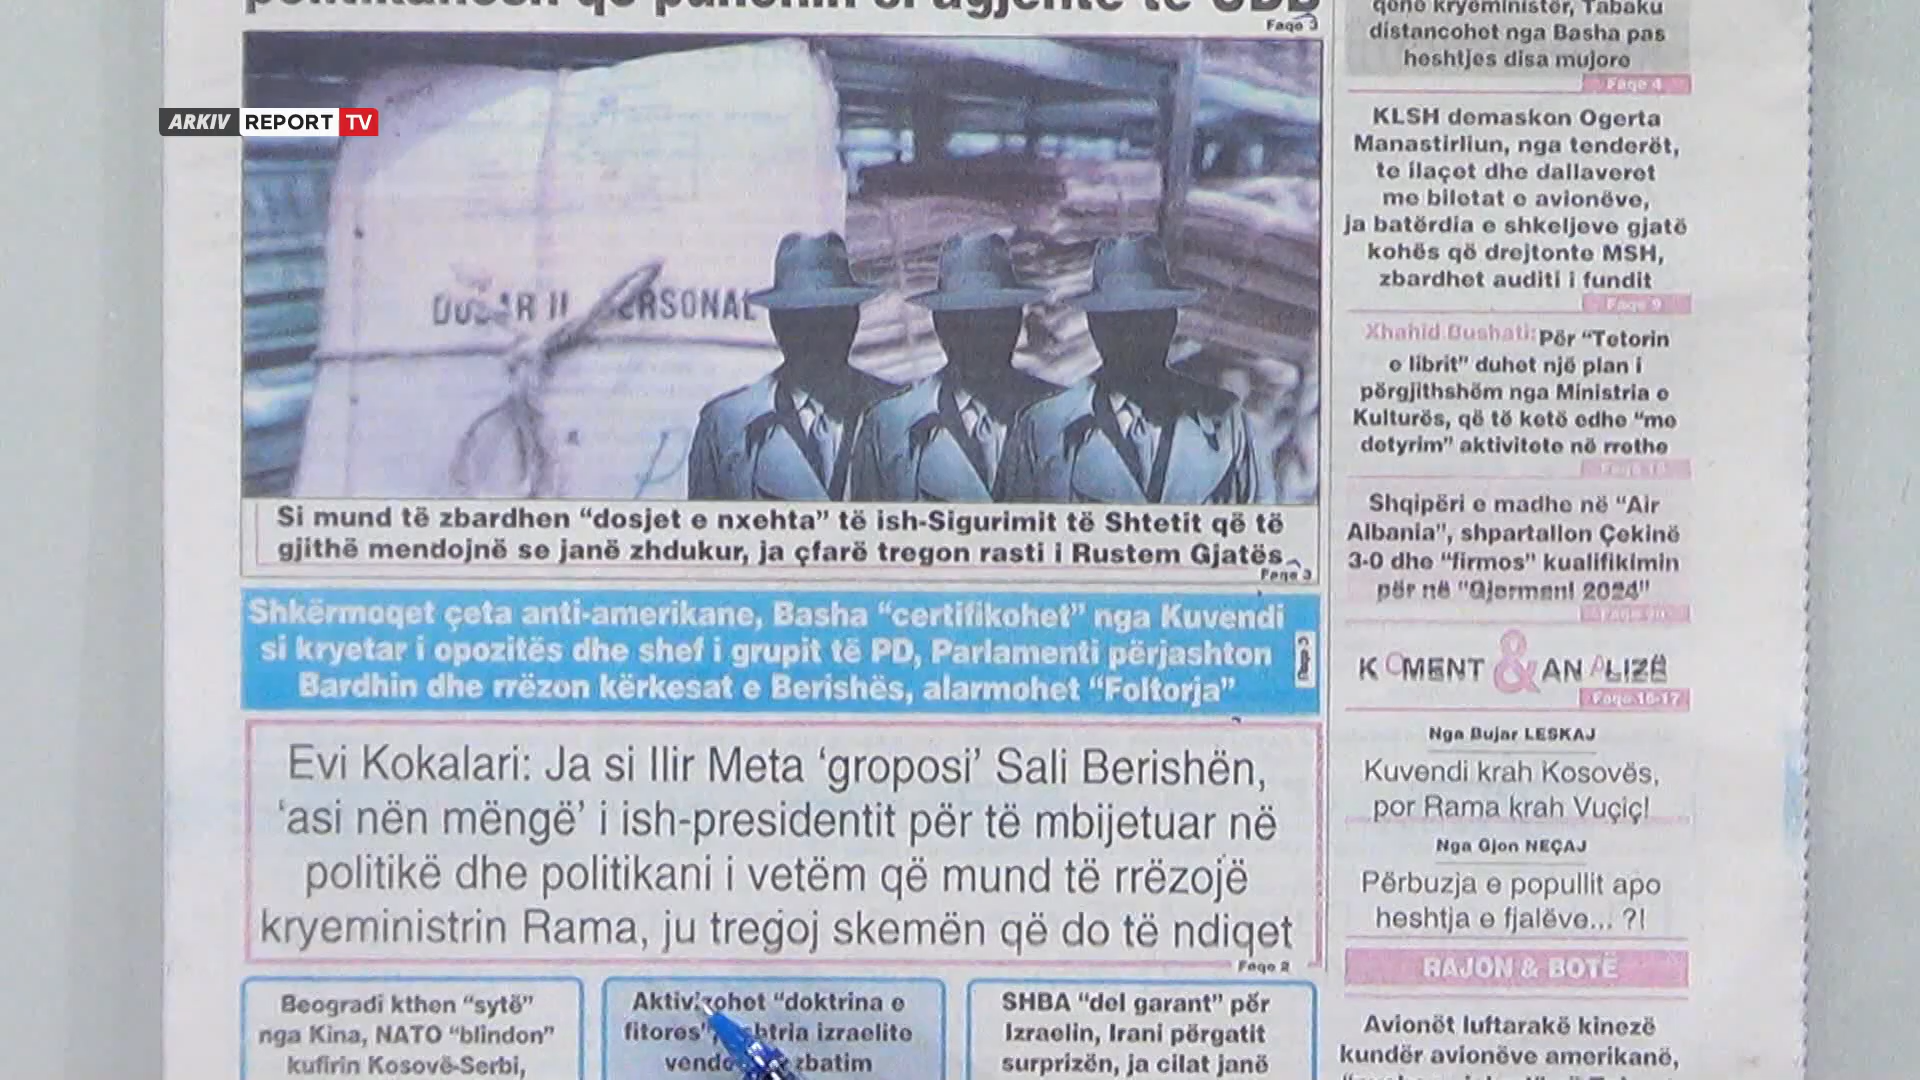 Faqe 3
ARKIV REPORT TV
PERSONAL
Si mund të zbardhen “dosjet e nxehta” të ish-Sigurimit të Shtetit që të
gjithë mendojnë se janë zhdukur, ja çfarë tregon rasti i Rustem Gjatës
Faqe 3
Shkërmoqet çeta anti-amerikane, Basha “certifikohet” nga Kuvendi
si kryetar i opozitës dhe shef i grupit të PD, Parlamenti përjashton
Bardhin dhe rrëzon kërkesat e Berishës, alarmohet “Foltorja”
Evi Kokalari: Ja si Ilir Meta ‘groposi’ Sali Berishën,
‘asi nën mëngë’ i ish-presidentit për të mbijetuar në
politikë dhe politikani i vetëm që mund të rrëzojë
kryeministrin Rama, ju tregoj skemën që do të ndiqet
Faqe 2
Beogradi kthen “sytë”
nga Kina, NATO “blindon”
kufirin Kosovë-Serbi,
Aktivizohet “doktrina e
izraelite
zbatim
SHBA “del garant” për
Izraelin, Irani përgatit
surprizën, ja cilat janë
qenë kryeministër, Tabaku
distancohet nga Basha pas
heshtjes disa mujore
Faqe 4
KLSH demaskon Ogerta
Manastirliun, nga tenderët,
te ilaçet dhe dallaveret
me biletat e avionëve,
ja batërdia e shkeljeve gjatë
kohës që drejtonte MSH,
zbardhet auditi i fundit
Faqe 9
Xhahid Bushati: Për “Tetorin
e librit” duhet një plan i
përgjithshëm nga Ministria e
Kulturës, që të ketë edhe “me
detyrim” aktivitete në rrethe
Shqipëri e madhe në “Air
Albania”, shpartallon Çekinë
3-0 dhe “firmos” kualifikimin
për në “Gjermani 2024”
KOMENT & ANALIZË
Faqe 16-17
Nga Bujar LESKAJ
Kuvendi krah Kosovës,
por Rama krah Vuçiç!
Nga Gjon NEÇAJ
Përbuzja e popullit apo
heshtja e fjalëve... ?!
RAJON & BOTË
Avionët luftarakë kinezë
kundër avionëve amerikanë,